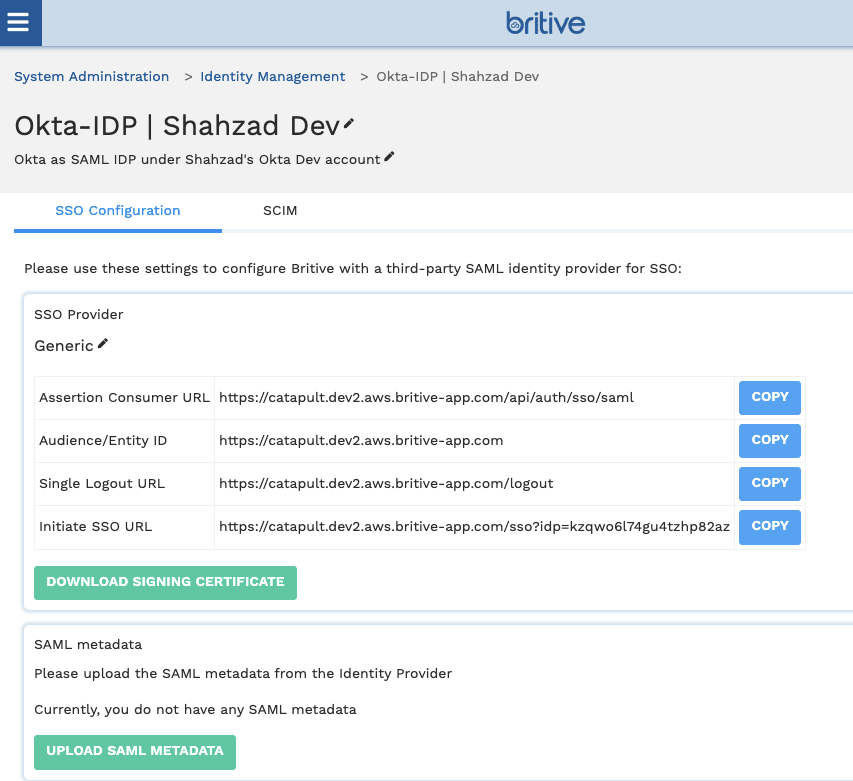 britive
System Administration > Identity Management > Okta-IDP | Shahzad Dev
Okta-IDP | Shahzad Dev
Okta as SAML IDP under Shahzad's Okta Dev account
SSO Configuration SCIM
Please use these settings to configure Britive with a third-party SAML identity provider for SSO:
SSO Provider
Generic
Assertion Consumer URL https://catapult.dev2.aws.britive-app.com/api/auth/sso/saml COPY
Audience/Entity ID https://catapult.dev2.aws.britive-app.com COPY
Single Logout URL https://catapult.dev2.aws.britive-app.com/logout COPY
Initiate SSO URL https://catapult.dev2.aws.britive-app.com/sso?idp=kzqwo6l74gu4tzhp82az COPY
DOWNLOAD SIGNING CERTIFICATE
SAML metadata
Please upload the SAML metadata from the Identity Provider
Currently, you do not have any SAML metadata
UPLOAD SAML METADATA